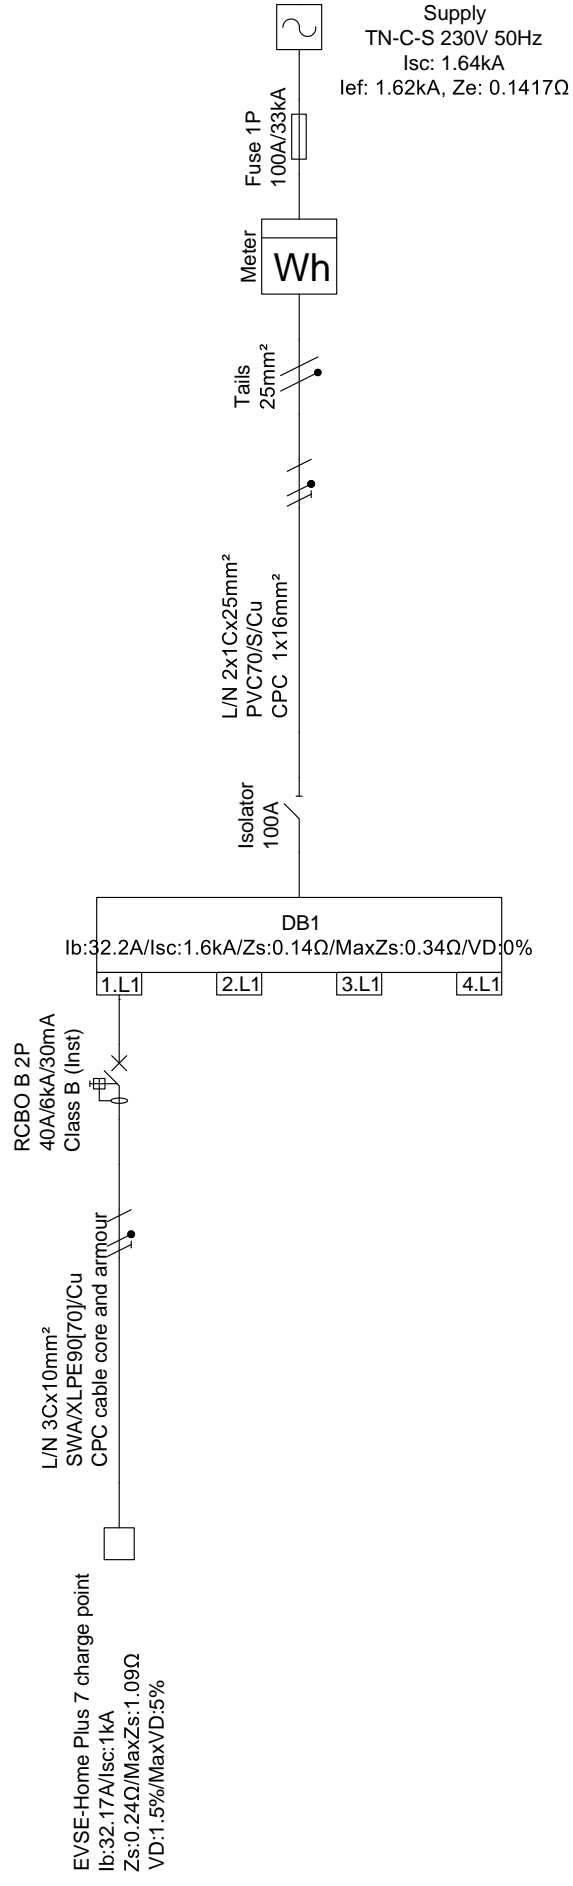 Supply
TN-C-S 230V 50Hz
Isc: 1.64kA
Ief: 1.62kA, Ze: 0.1417Ω
Fuse 1P
100A/33kA
Meter
Wh
Tails
25mm²
L/N 2x1Cx25mm²
PVC70/S/Cu
CPC 1x16mm²
Isolator
100A
DB1
Ib:32.2A/Isc:1.6kA/Zs:0.14Ω/MaxZs:0.34Ω/VD:0%
1.L1 2.L1 3.L1 4.L1
RCBO B 2P
40A/6kA/30mA
Class B (Inst)
L/N 3Cx10mm²
SWA/XLPE90[70]/Cu
CPC cable core and armour
EVSE-Home Plus 7 charge point
Ib:32.17A/Isc:1kA
Zs:0.24Ω/MaxZs:1.09Ω
VD:1.5%/MaxVD:5%